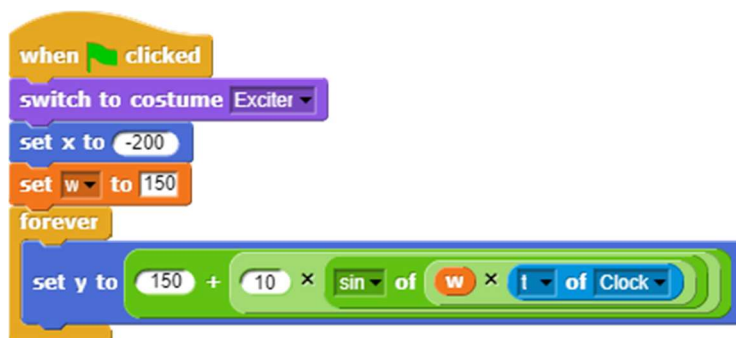 when clicked
switch to costume Exciter
set x to -200
set w to 150
forever
set y to 150 + 10 × sin of w × t of Clock